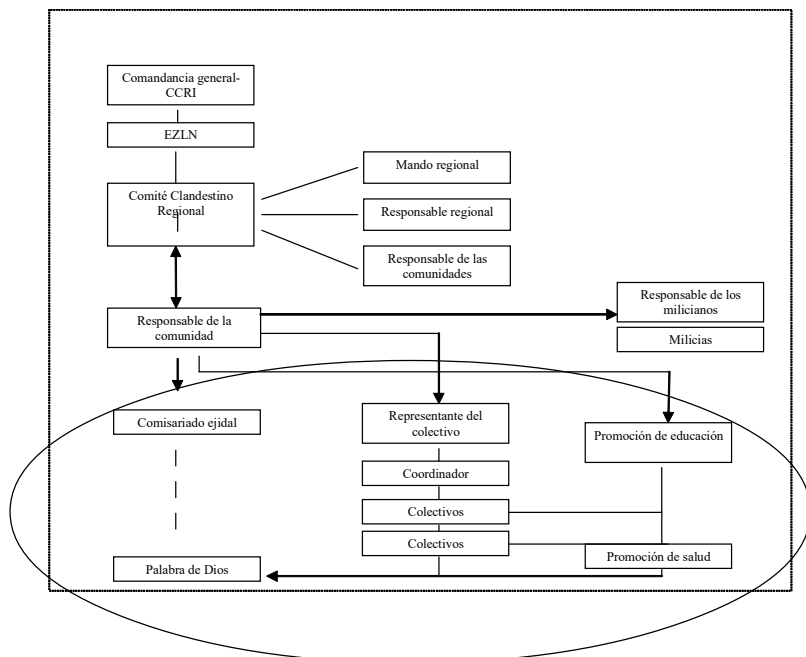 Comandancia general-
CCRI
EZLN
Comité Clandestino
Regional
Mando regional
Responsable regional
Responsable de las
comunidades
Responsable de la
comunidad
Responsable de los
milicianos
Milicias
Comisariado ejidal
Representante del
colectivo
Promoción de educación
Coordinador
Colectivos
Colectivos
Promoción de salud
Palabra de Dios